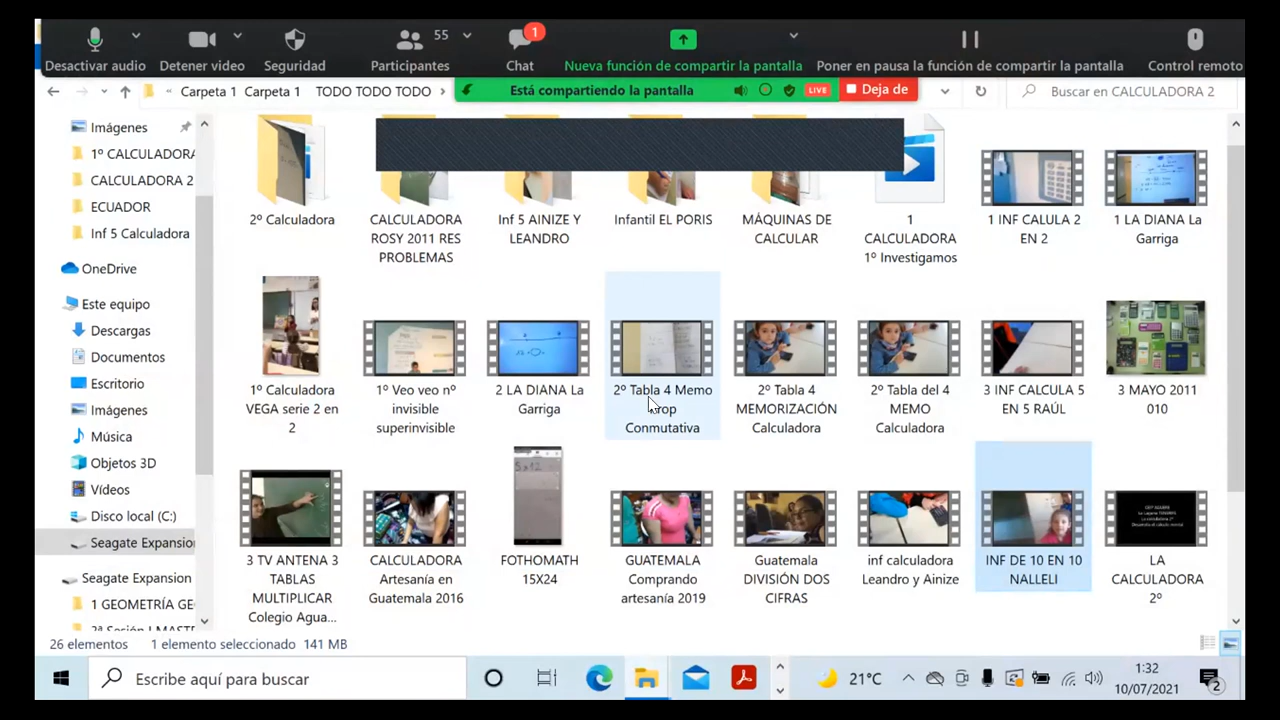 55
1
Desactivar audio
Detener video
Seguridad
Participantes
Chat
Nueva función de compartir la pantalla
Poner en pausa la función de compartir la pantalla
Control remoto
Carpeta 1 Carpeta 1 TODO TODO TODO
Está compartiendo la pantalla
LIVE
Deja de
Buscar en CALCULADORA 2
Imágenes
1º CALCULADORA
CALCULADORA 2
ECUADOR
Inf 5 Calculadora
OneDrive
Este equipo
Descargas
Documentos
Escritorio
Imágenes
Música
Objetos 3D
Vídeos
Disco local (C:)
Seagate Expansion
Seagate Expansion
1 GEOMETRÍA GE
2º Calculadora
CALCULADORA
ROSY 2011 RES
PROBLEMAS
Inf 5 AINIZE Y
LEANDRO
Infantil EL PORIS
MÁQUINAS DE
CALCULAR
1
CALCULADORA
1º Investigamos
1 INF CALULA 2
EN 2
1 LA DIANA La
Garriga
1º Calculadora
VEGA serie 2 en
2
1º Veo veo nº
invisible
superinvisible
2 LA DIANA La
Garriga
2º Tabla 4 Memo
Prop
Conmutativa
2º Tabla 4
MEMORIZACIÓN
Calculadora
2º Tabla del 4
MEMO
Calculadora
3 INF CALCULA 5
EN 5 RAÚL
3 MAYO 2011
010
3 TV ANTENA 3
TABLAS
MULTIPLICAR
Colegio Agua...
CALCULADORA
Artesanía en
Guatemala 2016
FOTHOMATH
15X24
GUATEMALA
Comprando
artesanía 2019
Guatemala
DIVISIÓN DOS
CIFRAS
inf calculadora
Leandro y Ainize
INF DE 10 EN 10
NALLELI
LA
CALCULADORA
2º
26 elementos 1 elemento seleccionado 141 MB
Escribe aquí para buscar
21°C
1:32
10/07/2021
2